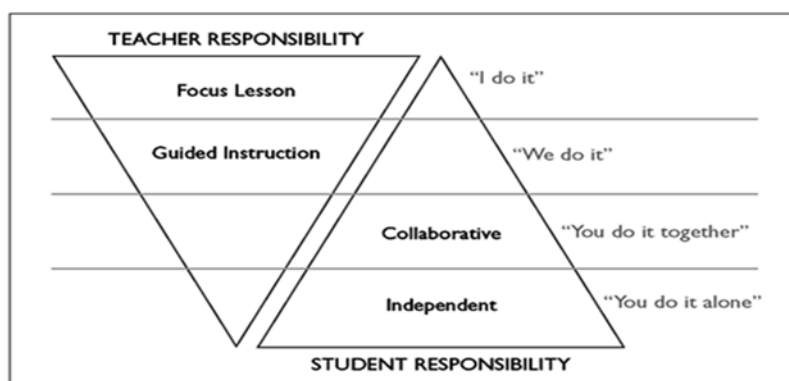 TEACHER RESPONSIBILITY
Focus Lesson
“I do it”
Guided Instruction
“We do it”
Collaborative
“You do it together”
Independent
“You do it alone”
STUDENT RESPONSIBILITY